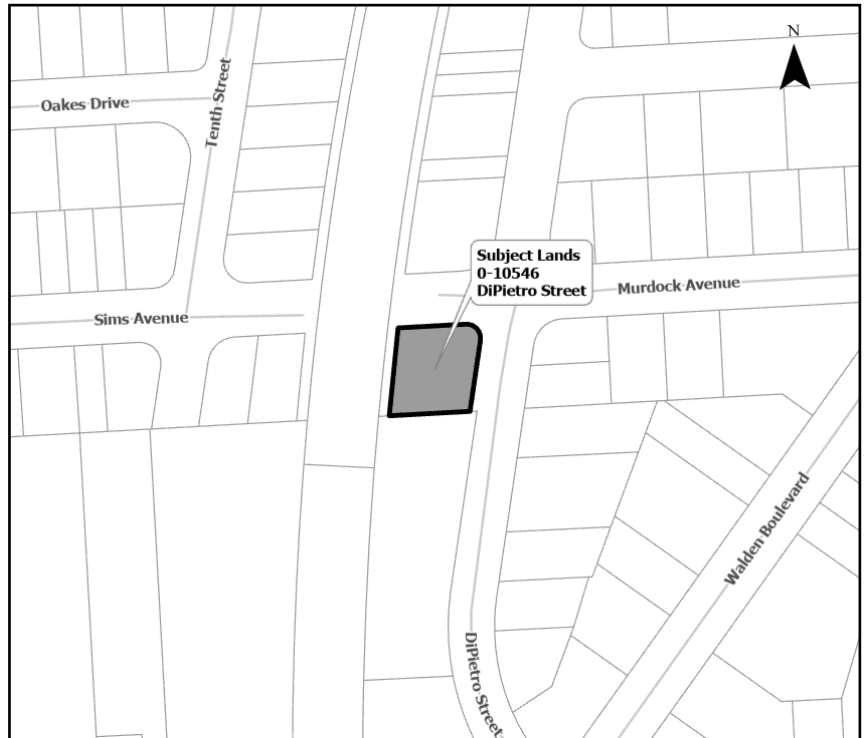 N
Oakes Drive
Tenth Street
Subject Lands
0-10546
DiPietro Street
Murdock Avenue
Sims Avenue
Walden Boulevard
DiPietro Street